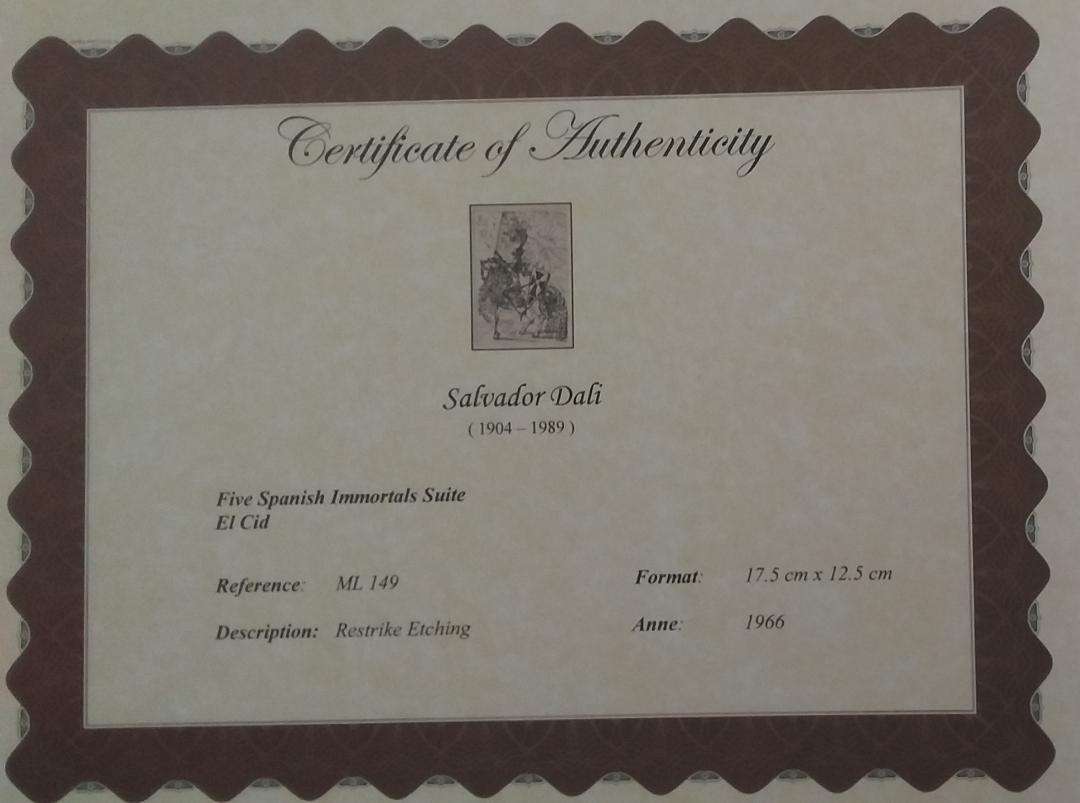 Certificate of Authenticity
Salvador Dali
( 1904 – 1989 )
Five Spanish Immortals Suite
El Cid
Reference: ML 149
Format: 17.5 cm x 12.5 cm
Description: Restrike Etching
Anne: 1966